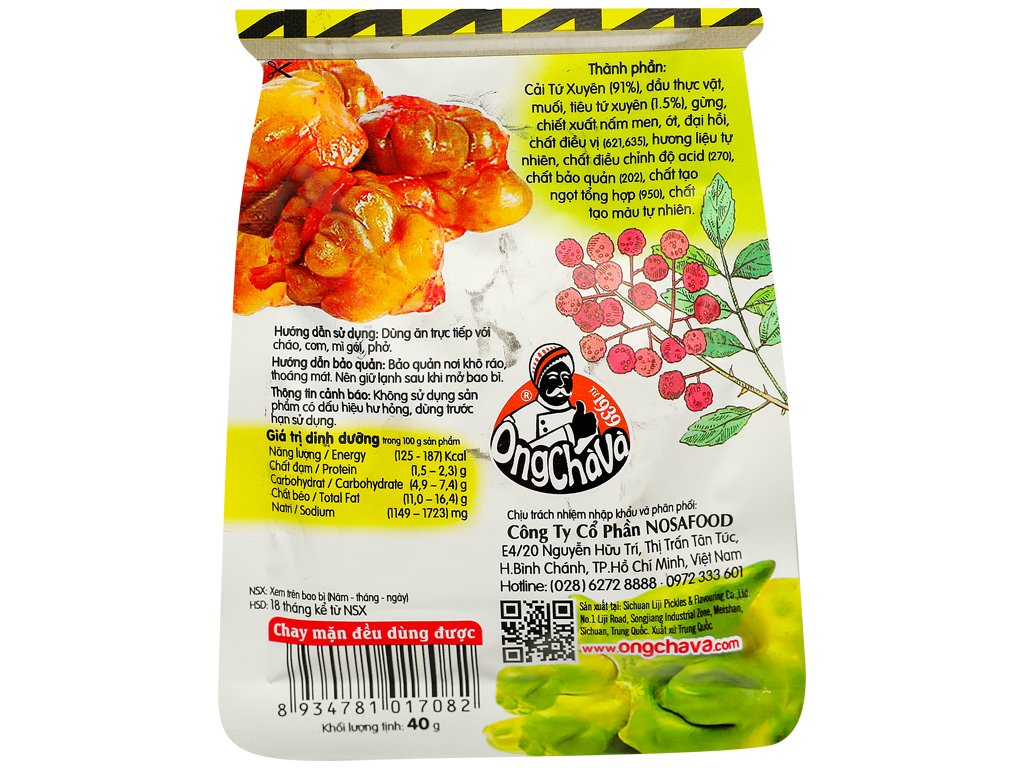 Thành phần:
Cải Tứ Xuyên (91%), dầu thực vật,
muối, tiêu tứ xuyên (1.5%), gừng,
chiết xuất nấm men, ớt, đại hồi,
chất điều vị (621,635), hương liệu tự
nhiên, chất điều chỉnh độ acid (270),
chất bảo quản (202), chất tạo
ngọt tổng hợp (950), chất
tạo màu tự nhiên.
Hướng dẫn sử dụng: Dùng ăn trực tiếp với
cháo, cơm, mì gói, phở.
Hướng dẫn bảo quản: Bảo quản nơi khô ráo,
thoáng mát. Nên giữ lạnh sau khi mở bao bì.
Thông tin cảnh báo: Không sử dụng sản
phẩm có dấu hiệu hư hỏng, dùng trước
hạn sử dụng.
Giá trị dinh dưỡng trong 100 g sản phẩm
Năng lượng / Energy (125 - 187) Kcal
Chất đạm / Protein (1,5 – 2,3) g
Carbohydrat / Carbohydrate (4,9 – 7,4) g
Chất béo / Total Fat (11,0 – 16,4) g
Natri / Sodium (1149 – 1723) mg
®
Từ 1939
ÔngChàVà
Chịu trách nhiệm nhập khẩu và phân phối:
Công Ty Cổ Phần NOSAFOOD
E4/20 Nguyễn Hữu Trí, Thị Trấn Tân Túc,
H.Bình Chánh, TP.Hồ Chí Minh, Việt Nam
Hotline: (028) 6272 8888 · 0972 333 601
NSX: Xem trên bao bì (Năm - tháng - ngày)
HSD: 18 tháng kể từ NSX
Chay mặn đều dùng được
8 934781 017082
Khối lượng tịnh: 40 g
Sản xuất tại: Sichuan Liji Pickles & Flavouring Co.,Ltd.
No.1 Liji Road, Songjiang Industrial Zone, Meishan,
Sichuan, Trung Quốc. Xuất xứ Trung Quốc
www.ongchava.com